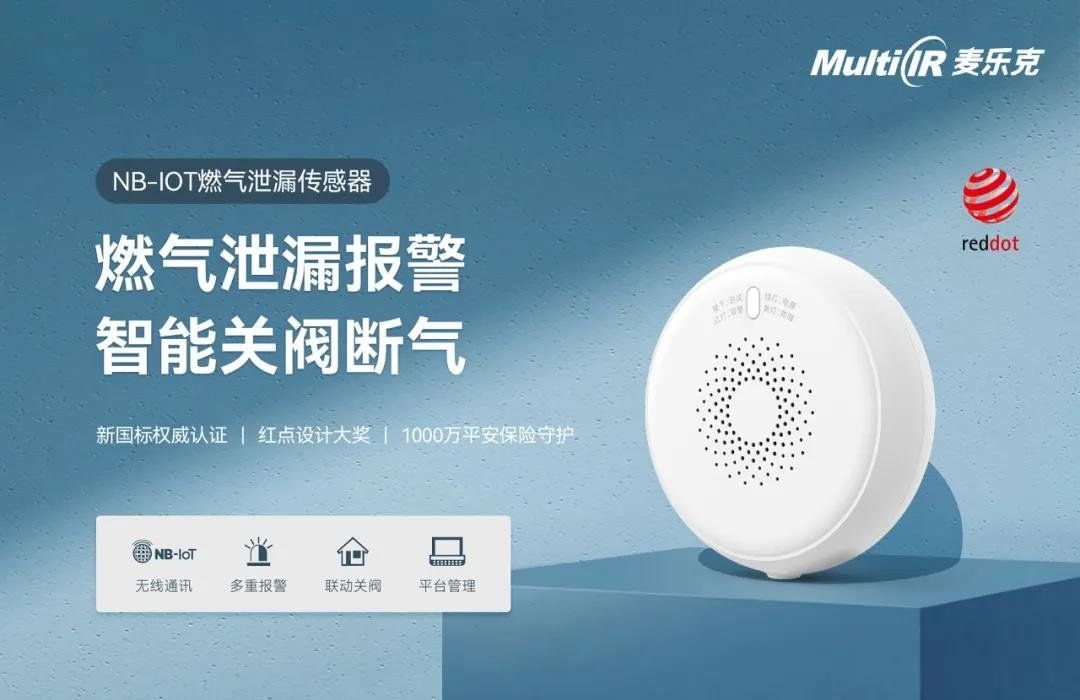 MultiIR 麦乐克
NB-IOT燃气泄漏传感器
reddot
燃气泄漏报警
智能关阀断气
新国标权威认证 | 红点设计大奖 | 1000万平安保险守护
NB-IoT
无线通讯 多重报警 联动关阀 平台管理